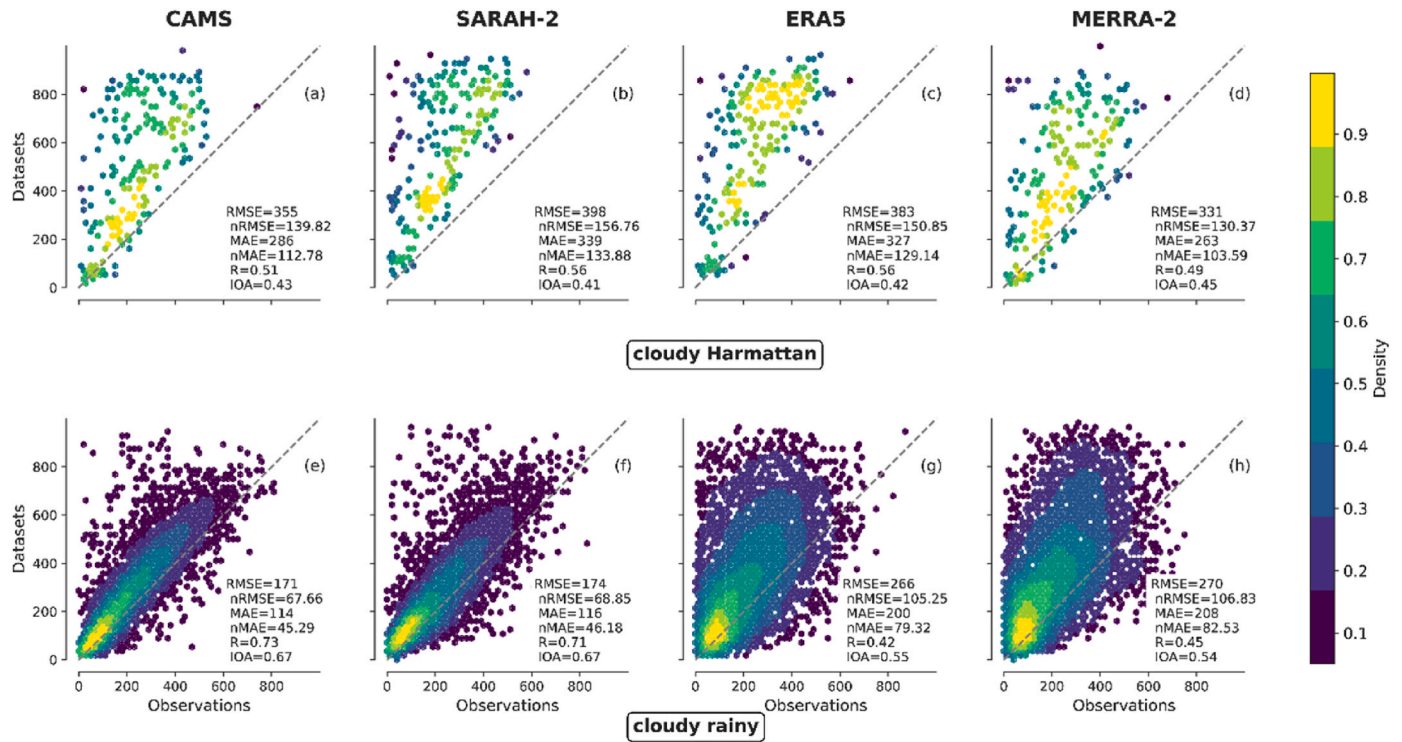 CAMS
SARAH-2
ERA5
MERRA-2
(a)
(b)
(c)
(d)
Datasets
800
600
400
200
0
RMSE=355
nRMSE=139.82
MAE=286
nMAE=112.78
R=0.51
IOA=0.43
RMSE=398
nRMSE=156.76
MAE=339
nMAE=133.88
R=0.56
IOA=0.41
RMSE=383
nRMSE=150.85
MAE=327
nMAE=129.14
R=0.56
IOA=0.42
RMSE=331
nRMSE=130.37
MAE=263
nMAE=103.59
R=0.49
IOA=0.45
cloudy Harmattan
(e)
(f)
(g)
(h)
Datasets
800
600
400
200
0
RMSE=171
nRMSE=67.66
MAE=114
nMAE=45.29
R=0.73
IOA=0.67
RMSE=174
nRMSE=68.85
MAE=116
nMAE=46.18
R=0.71
IOA=0.67
RMSE=266
nRMSE=105.25
MAE=200
nMAE=79.32
R=0.42
IOA=0.55
RMSE=270
nRMSE=106.83
MAE=208
nMAE=82.53
R=0.45
IOA=0.54
0 200 400 600 800
0 200 400 600 800
0 200 400 600 800
0 200 400 600 800
Observations
Observations
Observations
Observations
cloudy rainy
0.9
0.8
0.7
0.6
0.5
0.4
0.3
0.2
0.1
Density